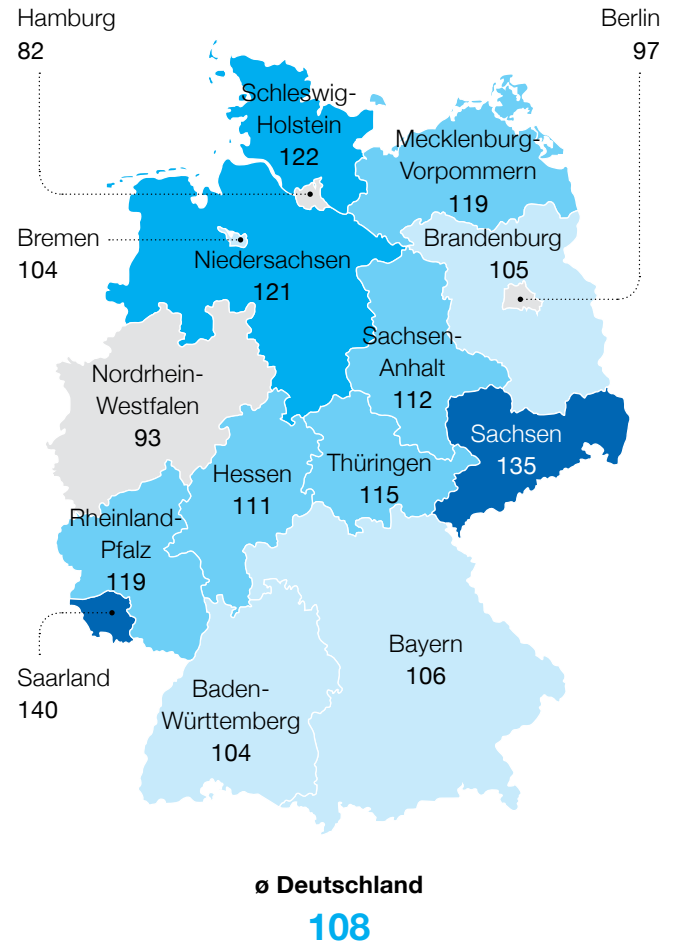 Hamburg
82
Berlin
97
Schleswig-
Holstein
122
Mecklenburg-
Vorpommern
119
Bremen
104
Niedersachsen
121
Brandenburg
105
Sachsen-
Anhalt
112
Nordrhein-
Westfalen
93
Sachsen
135
Hessen
111
Thüringen
115
Rheinland-
Pfalz
119
Saarland
140
Bayern
106
Baden-
Württemberg
104
ø Deutschland
108